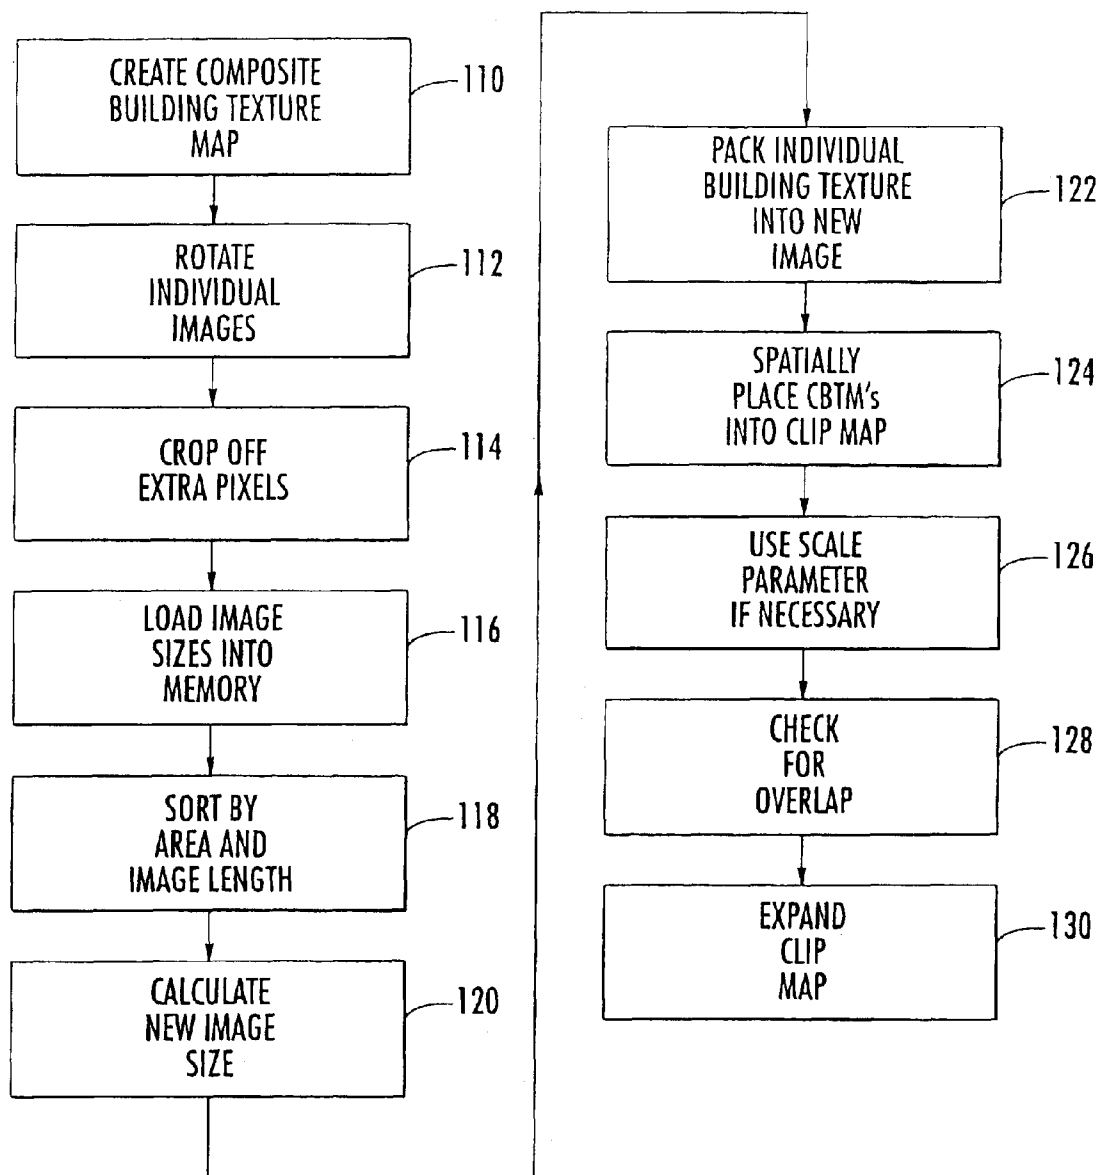 CREATE COMPOSITE
BUILDING TEXTURE
MAP
110
ROTATE
INDIVIDUAL
IMAGES
112
CROP OFF
EXTRA PIXELS
114
LOAD IMAGE
SIZES INTO
MEMORY
116
SORT BY
AREA AND
IMAGE LENGTH
118
CALCULATE
NEW IMAGE
SIZE
120
PACK INDIVIDUAL
BUILDING TEXTURE
INTO NEW
IMAGE
122
SPATIALLY
PLACE CBTM's
INTO CLIP MAP
124
USE SCALE
PARAMETER
IF NECESSARY
126
CHECK
FOR
OVERLAP
128
EXPAND
CLIP
MAP
130